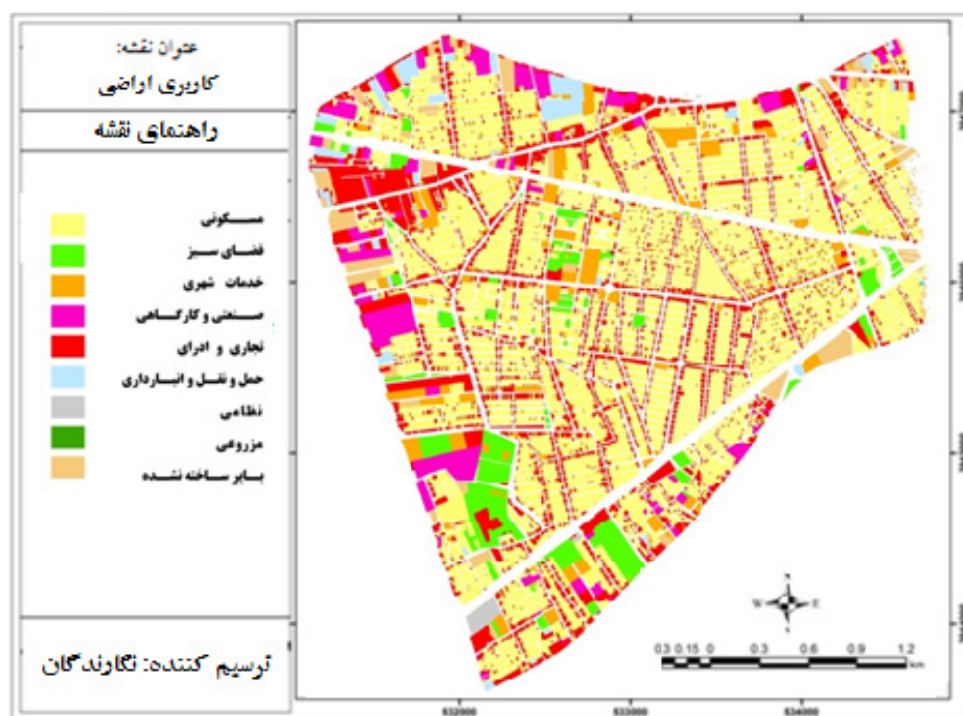 عنوان نقشه:
کاربری اراضی
راهنمای نقشه
مسکونی
فضای سبز
خدمات شهری
صنعتی و کارگاهی
تجاری و ادرای
حمل و نقل و انبارداری
نظامی
مزروعی
بایر ساخته نشده
ترسیم کننده: نگارندگان
W E
0.3 0.15 0 0.3 0.6 0.9 1.2
km
532000 533000 534000